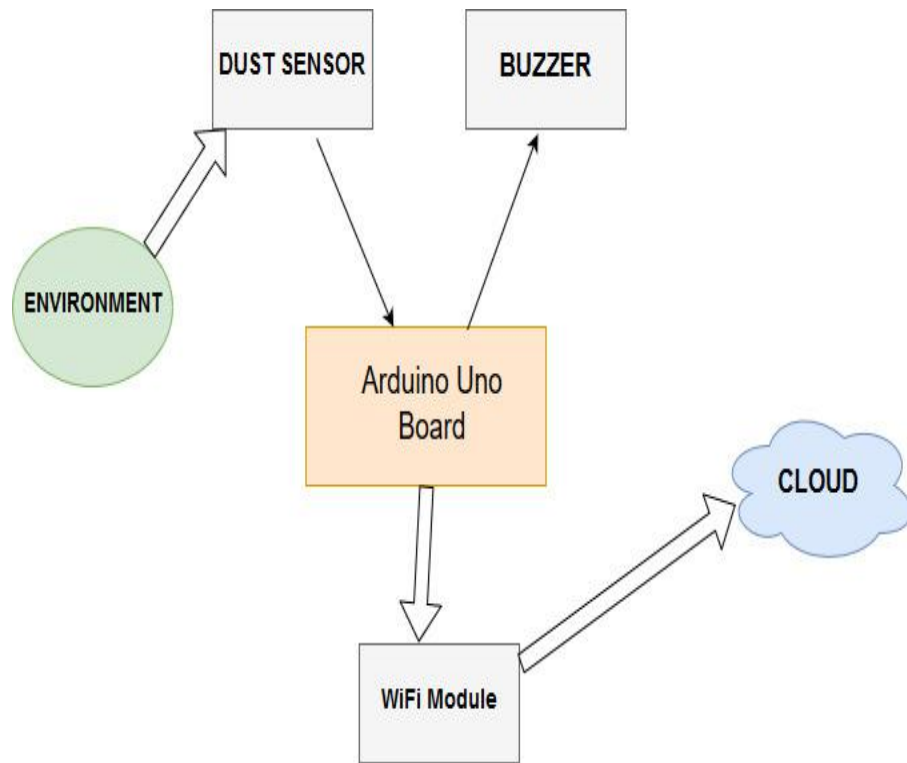 DUST SENSOR
BUZZER
ENVIRONMENT
Arduino Uno
Board
CLOUD
WiFi Module